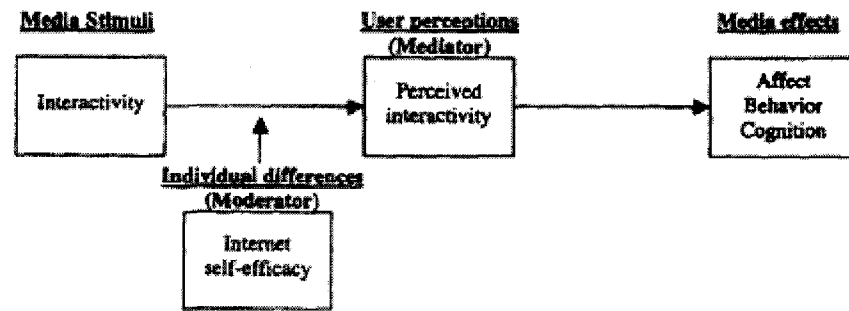 Media Stimuli
Interactivity
User perceptions
(Mediator)
Perceived
interactivity
Media effects
Affect
Behavior
Cognition
Individual differences
(Moderator)
Internet
self-efficacy